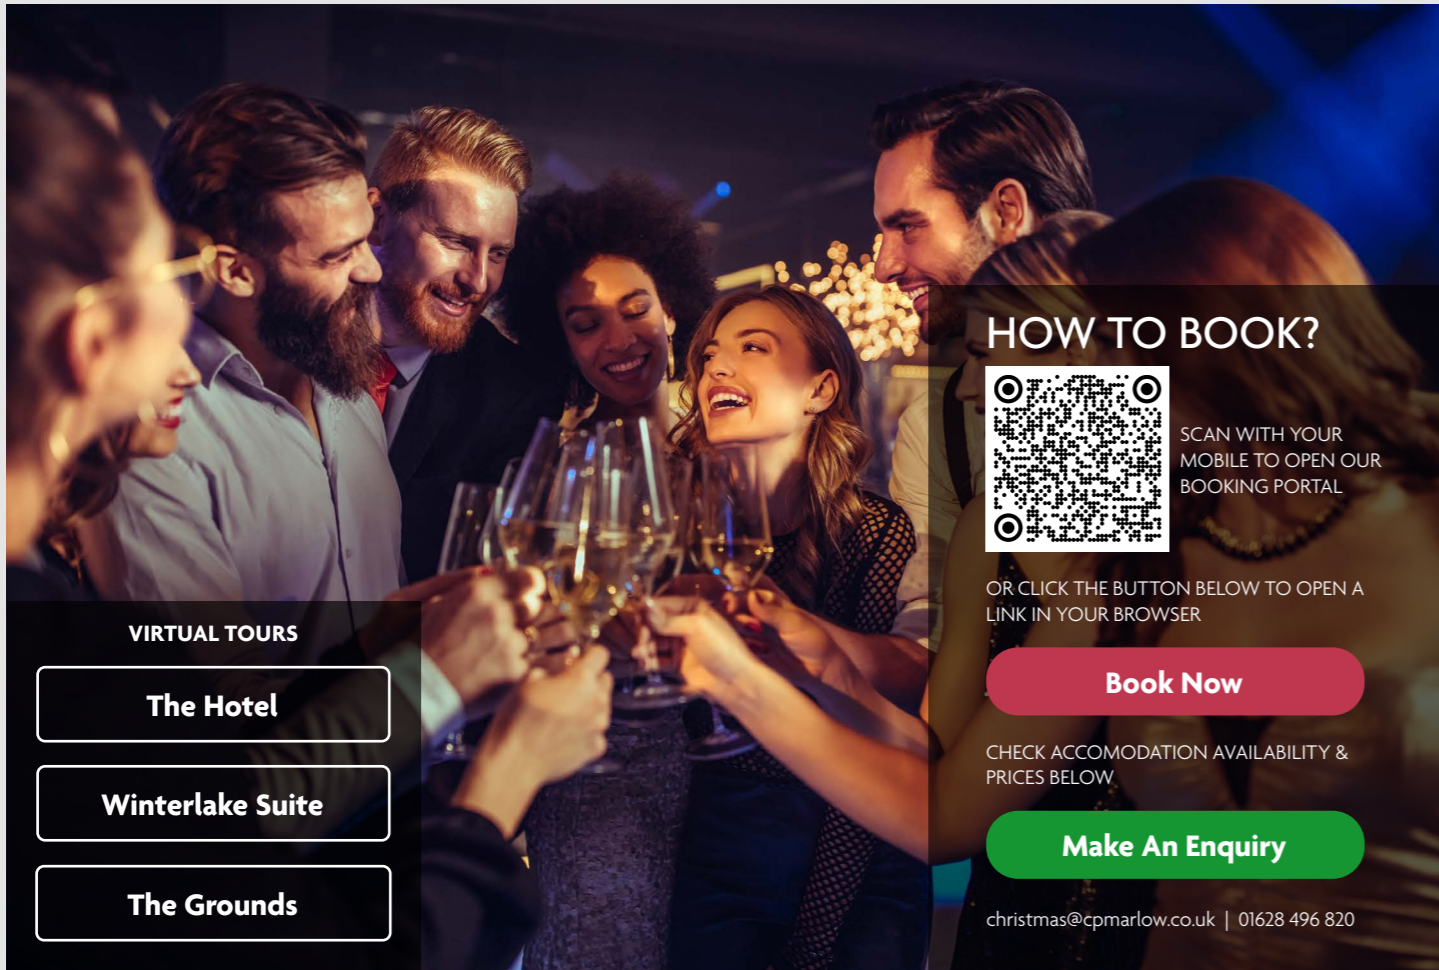 HOW TO BOOK?
SCAN WITH YOUR
MOBILE TO OPEN OUR
BOOKING PORTAL
OR CLICK THE BUTTON BELOW TO OPEN A
LINK IN YOUR BROWSER
Book Now
CHECK ACCOMODATION AVAILABILITY &
PRICES BELOW
Make An Enquiry
christmas@cpmarlow.co.uk | 01628 496 820
VIRTUAL TOURS
The Hotel
Winterlake Suite
The Grounds